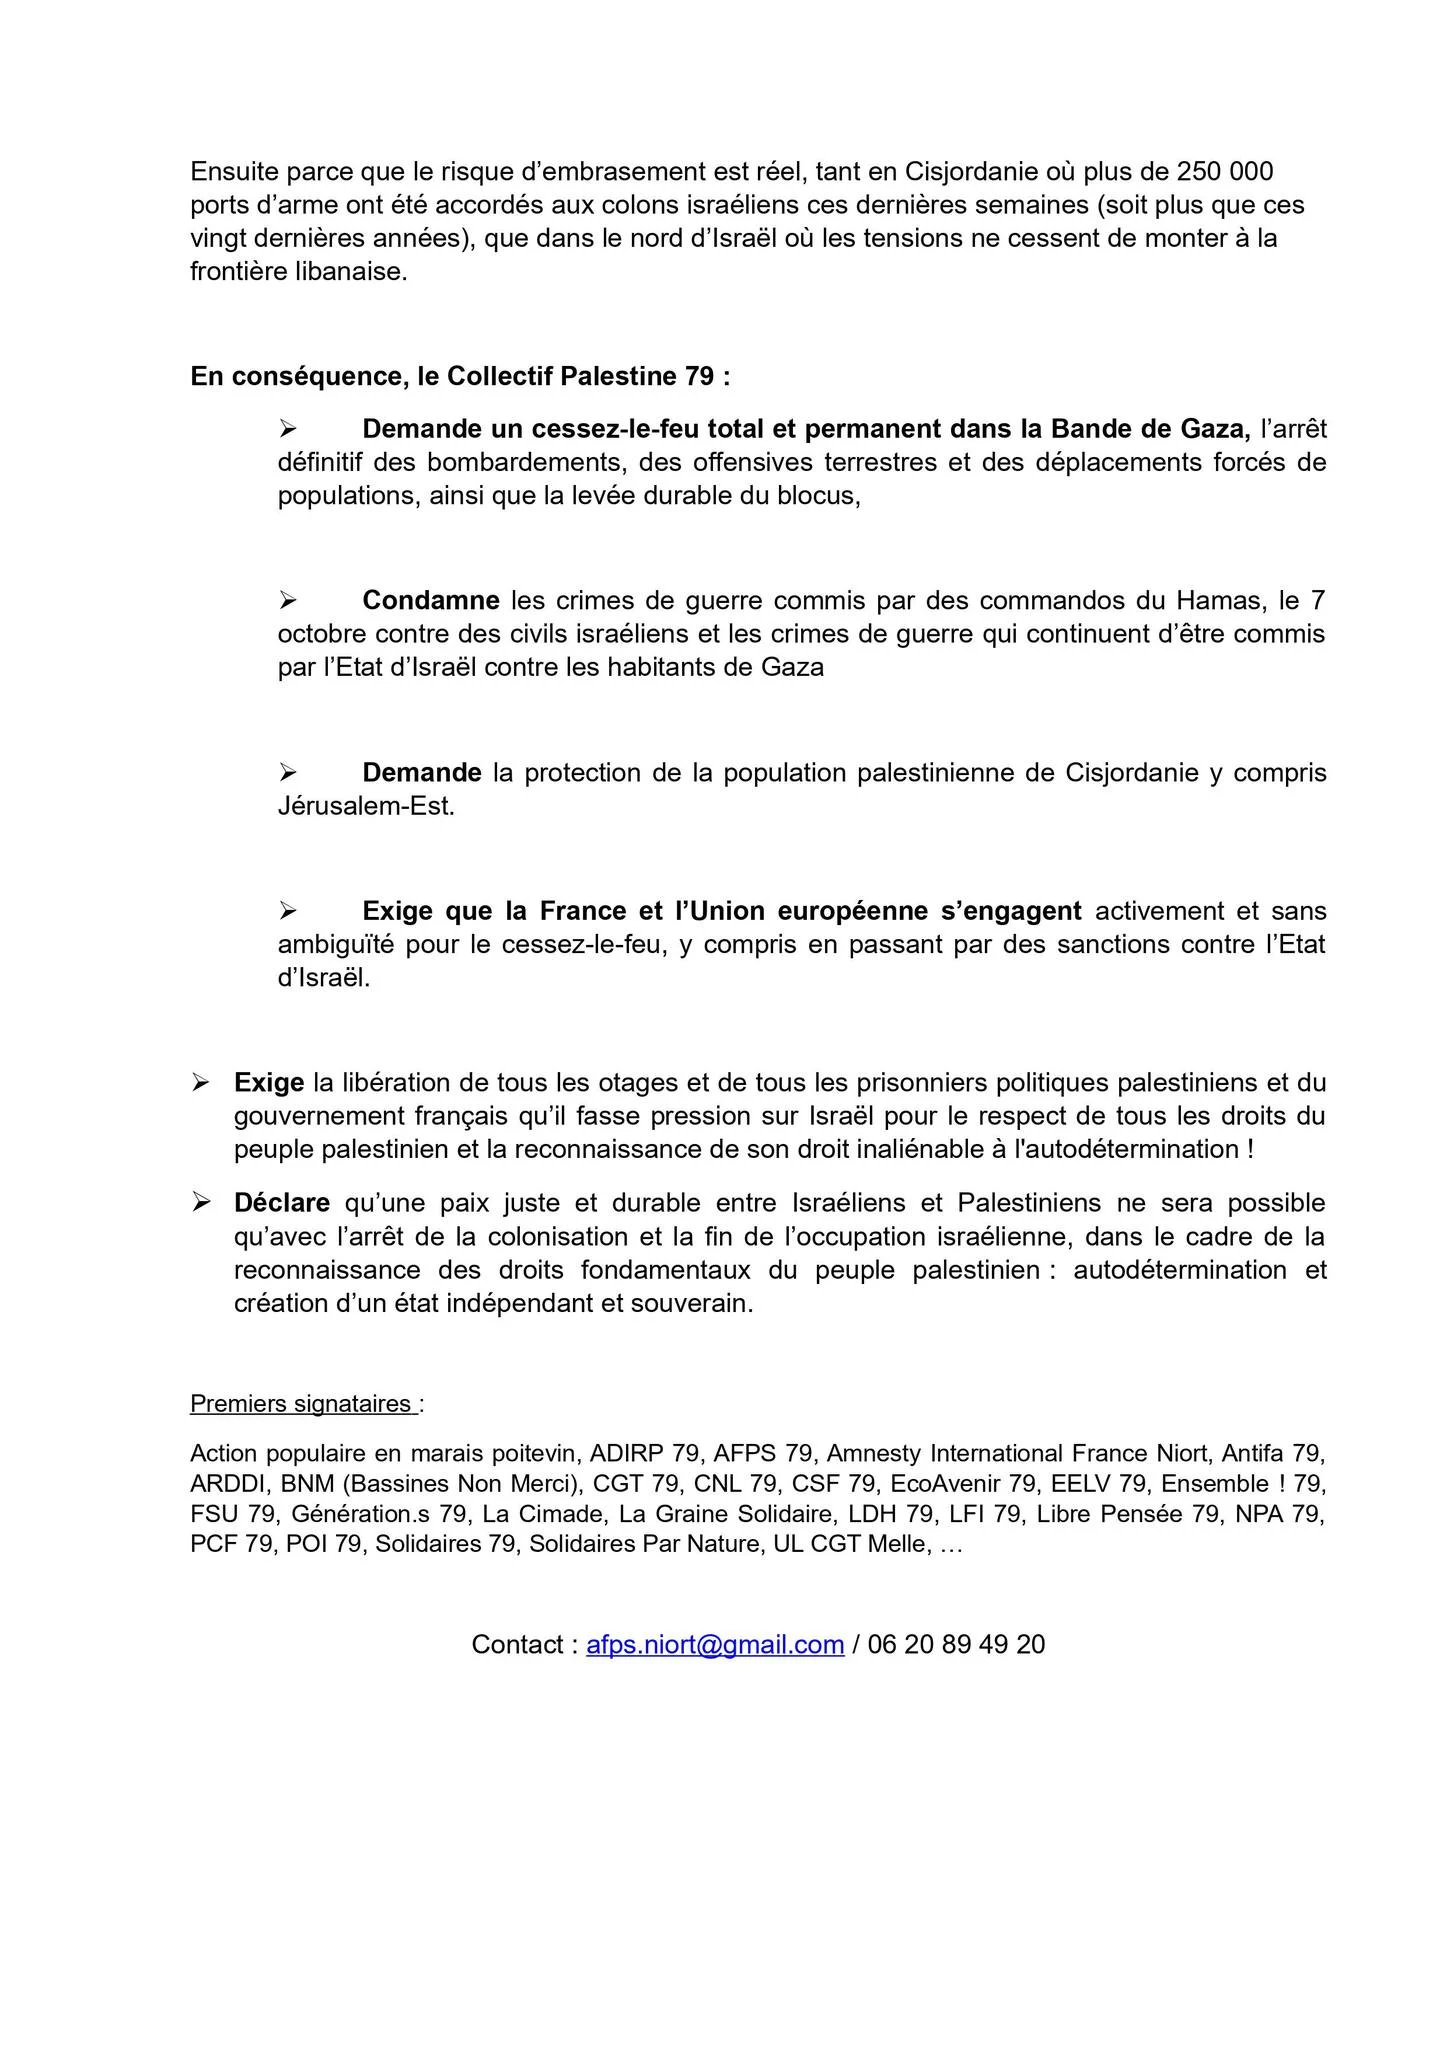 Ensuite parce que le risque d’embrasement est réel, tant en Cisjordanie où plus de 250 000
ports d’arme ont été accordés aux colons israéliens ces dernières semaines (soit plus que ces
vingt dernières années), que dans le nord d’Israël où les tensions ne cessent de monter à la
frontière libanaise.
En conséquence, le Collectif Palestine 79 :
➢ Demande un cessez-le-feu total et permanent dans la Bande de Gaza, l’arrêt
définitif des bombardements, des offensives terrestres et des déplacements forcés de
populations, ainsi que la levée durable du blocus,
➢ Condamne les crimes de guerre commis par des commandos du Hamas, le 7
octobre contre des civils israéliens et les crimes de guerre qui continuent d’être commis
par l’Etat d’Israël contre les habitants de Gaza
➢ Demande la protection de la population palestinienne de Cisjordanie y compris
Jérusalem-Est.
➢ Exige que la France et l’Union européenne s’engagent activement et sans
ambiguïté pour le cessez-le-feu, y compris en passant par des sanctions contre l’Etat
d’Israël.
➢ Exige la libération de tous les otages et de tous les prisonniers politiques palestiniens et du
gouvernement français qu’il fasse pression sur Israël pour le respect de tous les droits du
peuple palestinien et la reconnaissance de son droit inaliénable à l'autodétermination !
➢ Déclare qu’une paix juste et durable entre Israéliens et Palestiniens ne sera possible
qu’avec l’arrêt de la colonisation et la fin de l’occupation israélienne, dans le cadre de la
reconnaissance des droits fondamentaux du peuple palestinien : autodétermination et
création d’un état indépendant et souverain.
Premiers signataires :
Action populaire en marais poitevin, ADIRP 79, AFPS 79, Amnesty International France Niort, Antifa 79,
ARDDI, BNM (Bassines Non Merci), CGT 79, CNL 79, CSF 79, EcoAvenir 79, EELV 79, Ensemble ! 79,
FSU 79, Génération.s 79, La Cimade, La Graine Solidaire, LDH 79, LFI 79, Libre Pensée 79, NPA 79,
PCF 79, POI 79, Solidaires 79, Solidaires Par Nature, UL CGT Melle, …
Contact : afps.niort@gmail.com / 06 20 89 49 20